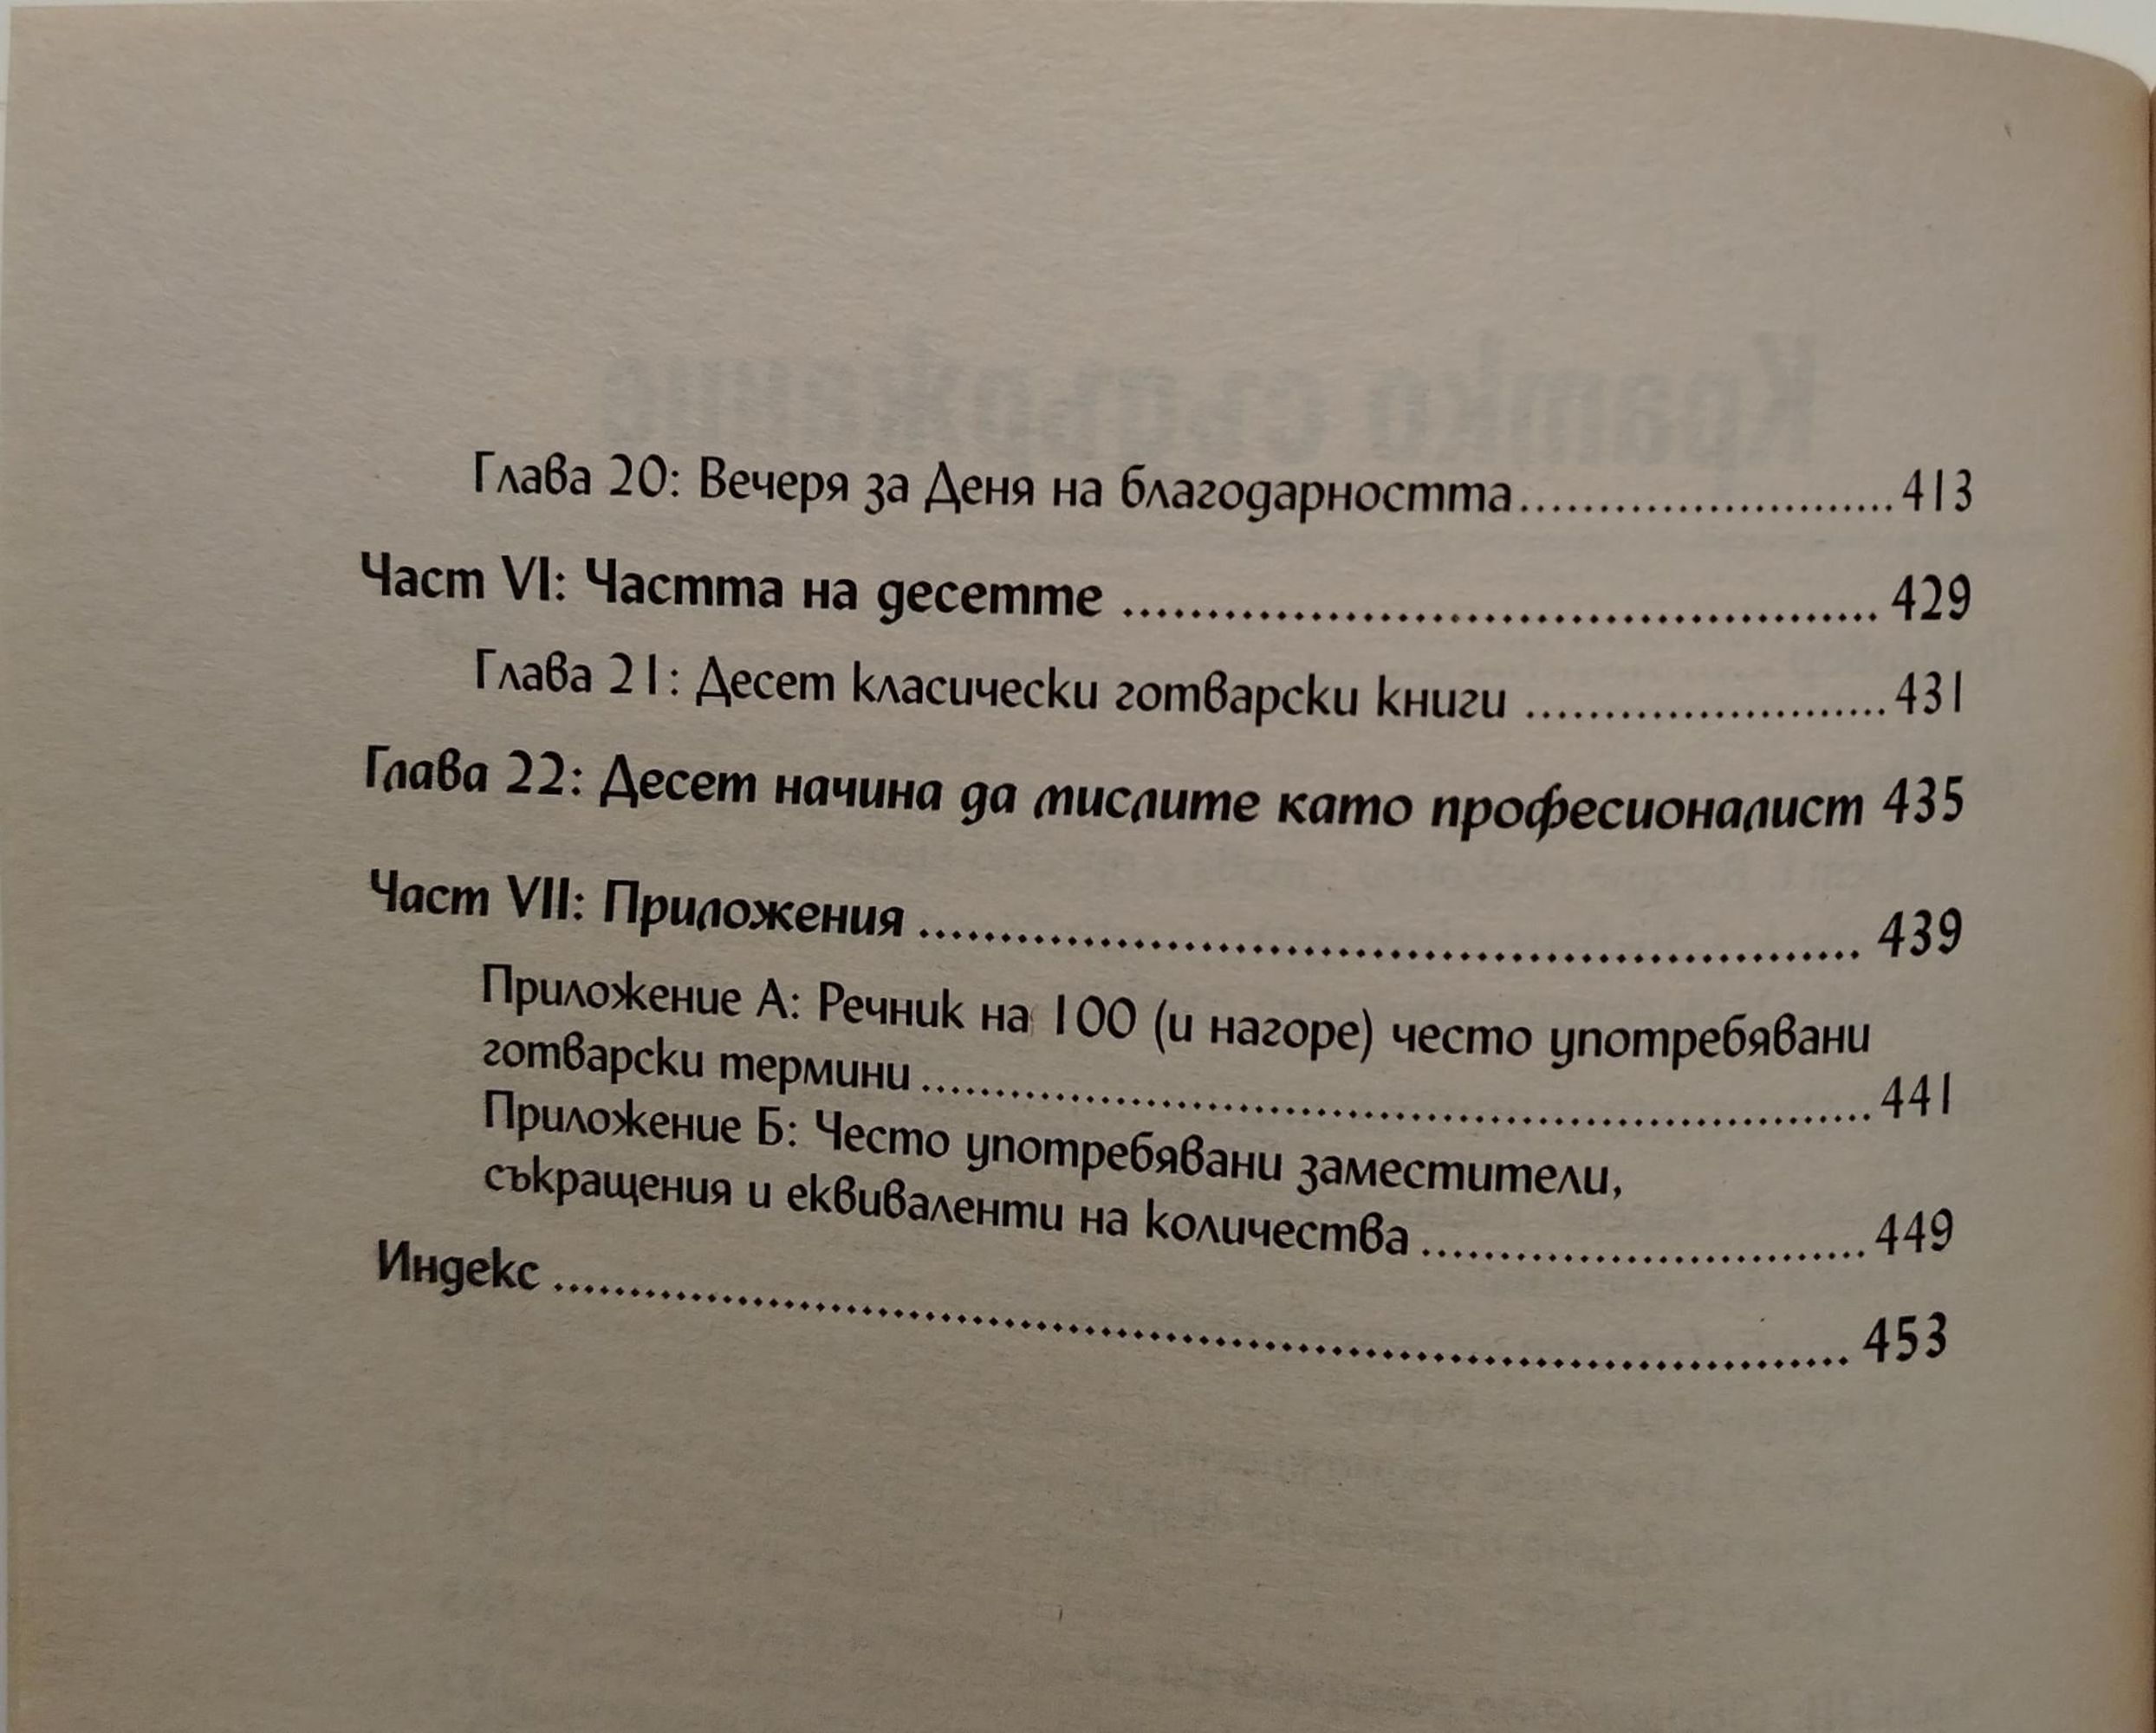 Глава 20: Вечеря за Деня на благодарността..........................413
Част VI: Частта на десетте ................................................ 429
Глава 21: Десет класически готварски книги .........................431
Глава 22: Десет начина да мислите като професионалист 435
Част VII: Приложения ............................................................ 439
Приложение А: Речник на 100 (и нагоре) често употребявани
готварски термини...................................................................441
Приложение Б: Често употребявани заместители,
съкращения и еквиваленти на количества ...............................449
Индекс .................................................................................... 453